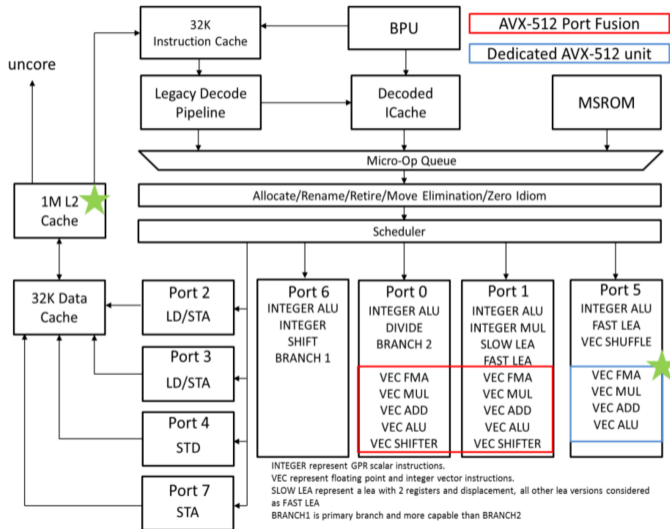 32K
Instruction Cache
BPU
AVX-512 Port Fusion
Dedicated AVX-512 unit
uncore
Legacy Decode
Pipeline
Decoded
ICache
MSROM
Micro-Op Queue
1M L2
Cache
Allocate/Rename/Retire/Move Elimination/Zero Idiom
Scheduler
32K Data
Cache
Port 2
LD/STA
Port 3
LD/STA
Port 4
STD
Port 7
STA
Port 6
INTEGER ALU
INTEGER
SHIFT
BRANCH 1
Port 0
INTEGER ALU
DIVIDE
BRANCH 2
VEC FMA
VEC MUL
VEC ADD
VEC ALU
VEC SHIFTER
Port 1
INTEGER ALU
INTEGER MUL
SLOW LEA
FAST LEA
VEC FMA
VEC MUL
VEC ADD
VEC ALU
VEC SHIFTER
Port 5
INTEGER ALU
FAST LEA
VEC SHUFFLE
VEC FMA
VEC MUL
VEC ADD
VEC ALU
INTEGER represent GPR scalar instructions.
VEC represent floating point and integer vector instructions.
SLOW LEA represent a lea with 2 registers and displacement, all other lea versions considered
as FAST LEA
BRANCH1 is primary branch and more capable than BRANCH2